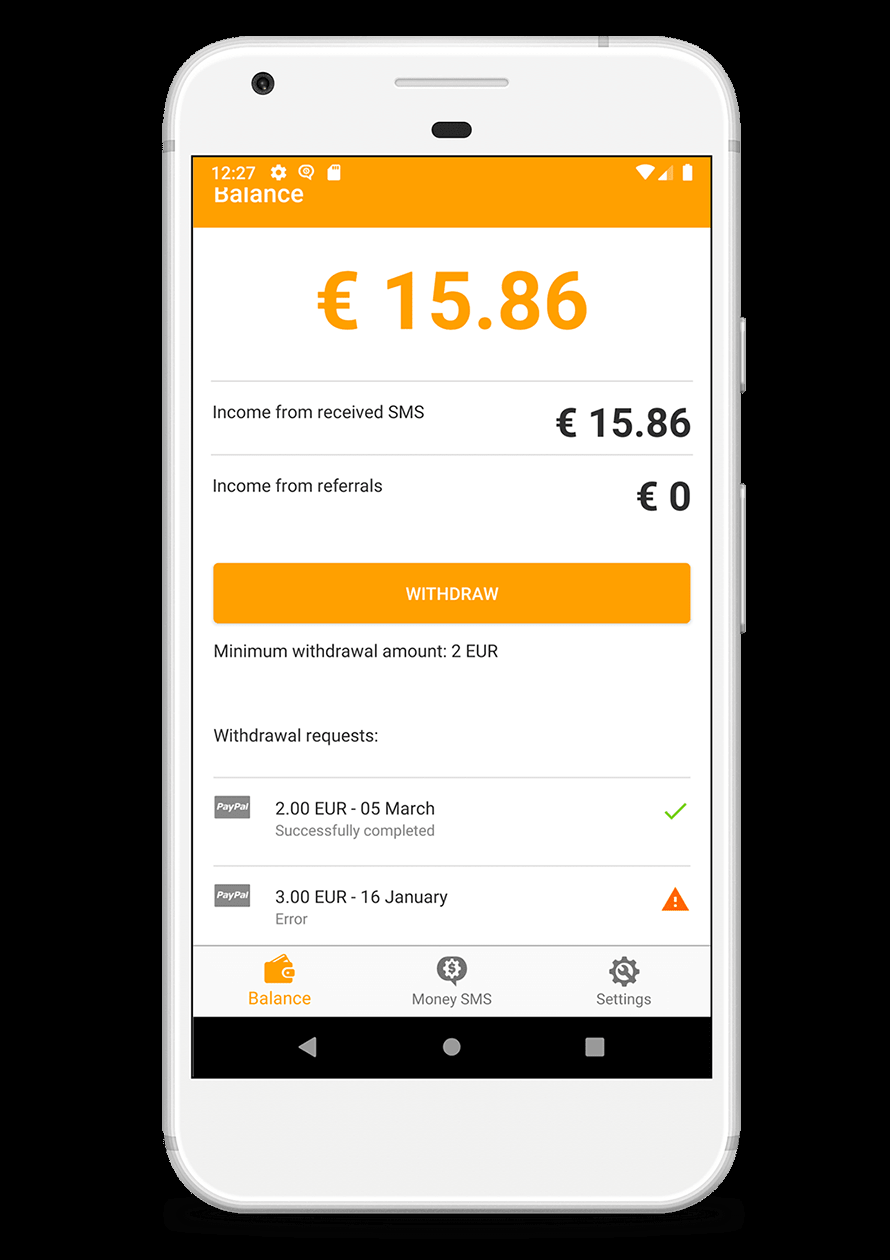 12:27
Balance
€ 15.86
Income from received SMS
€ 15.86
Income from referrals
€ 0
WITHDRAW
Minimum withdrawal amount: 2 EUR
Withdrawal requests:
PayPal
2.00 EUR - 05 March
Successfully completed
PayPal
3.00 EUR - 16 January
Error
Balance
Money SMS
Settings